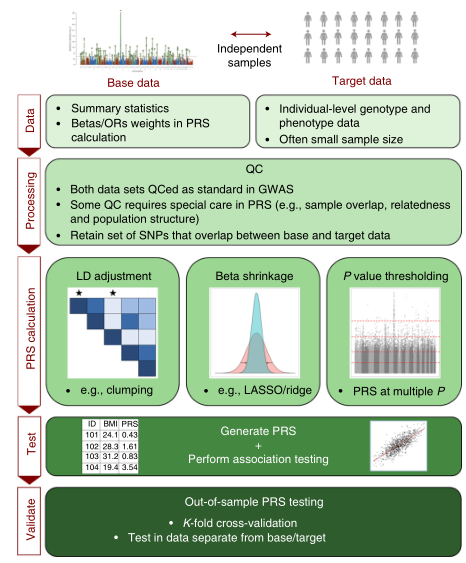 Independent
samples
Base data
Target data
Data
• Summary statistics
• Betas/ORs weights in PRS
calculation
• Individual-level genotype and
phenotype data
• Often small sample size
Processing
QC
• Both data sets QCed as standard in GWAS
• Some QC requires special care in PRS (e.g., sample overlap, relatedness
and population structure)
• Retain set of SNPs that overlap between base and target data
PRS calculation
LD adjustment
• e.g., clumping
Beta shrinkage
• e.g., LASSO/ridge
P value thresholding
• PRS at multiple P
Test
ID BMI PRS
101 24.1 0.43
102 28.3 1.61
103 31.2 0.83
104 19.4 3.54
Generate PRS
+
Perform association testing
Validate
Out-of-sample PRS testing
• K-fold cross-validation
• Test in data separate from base/target